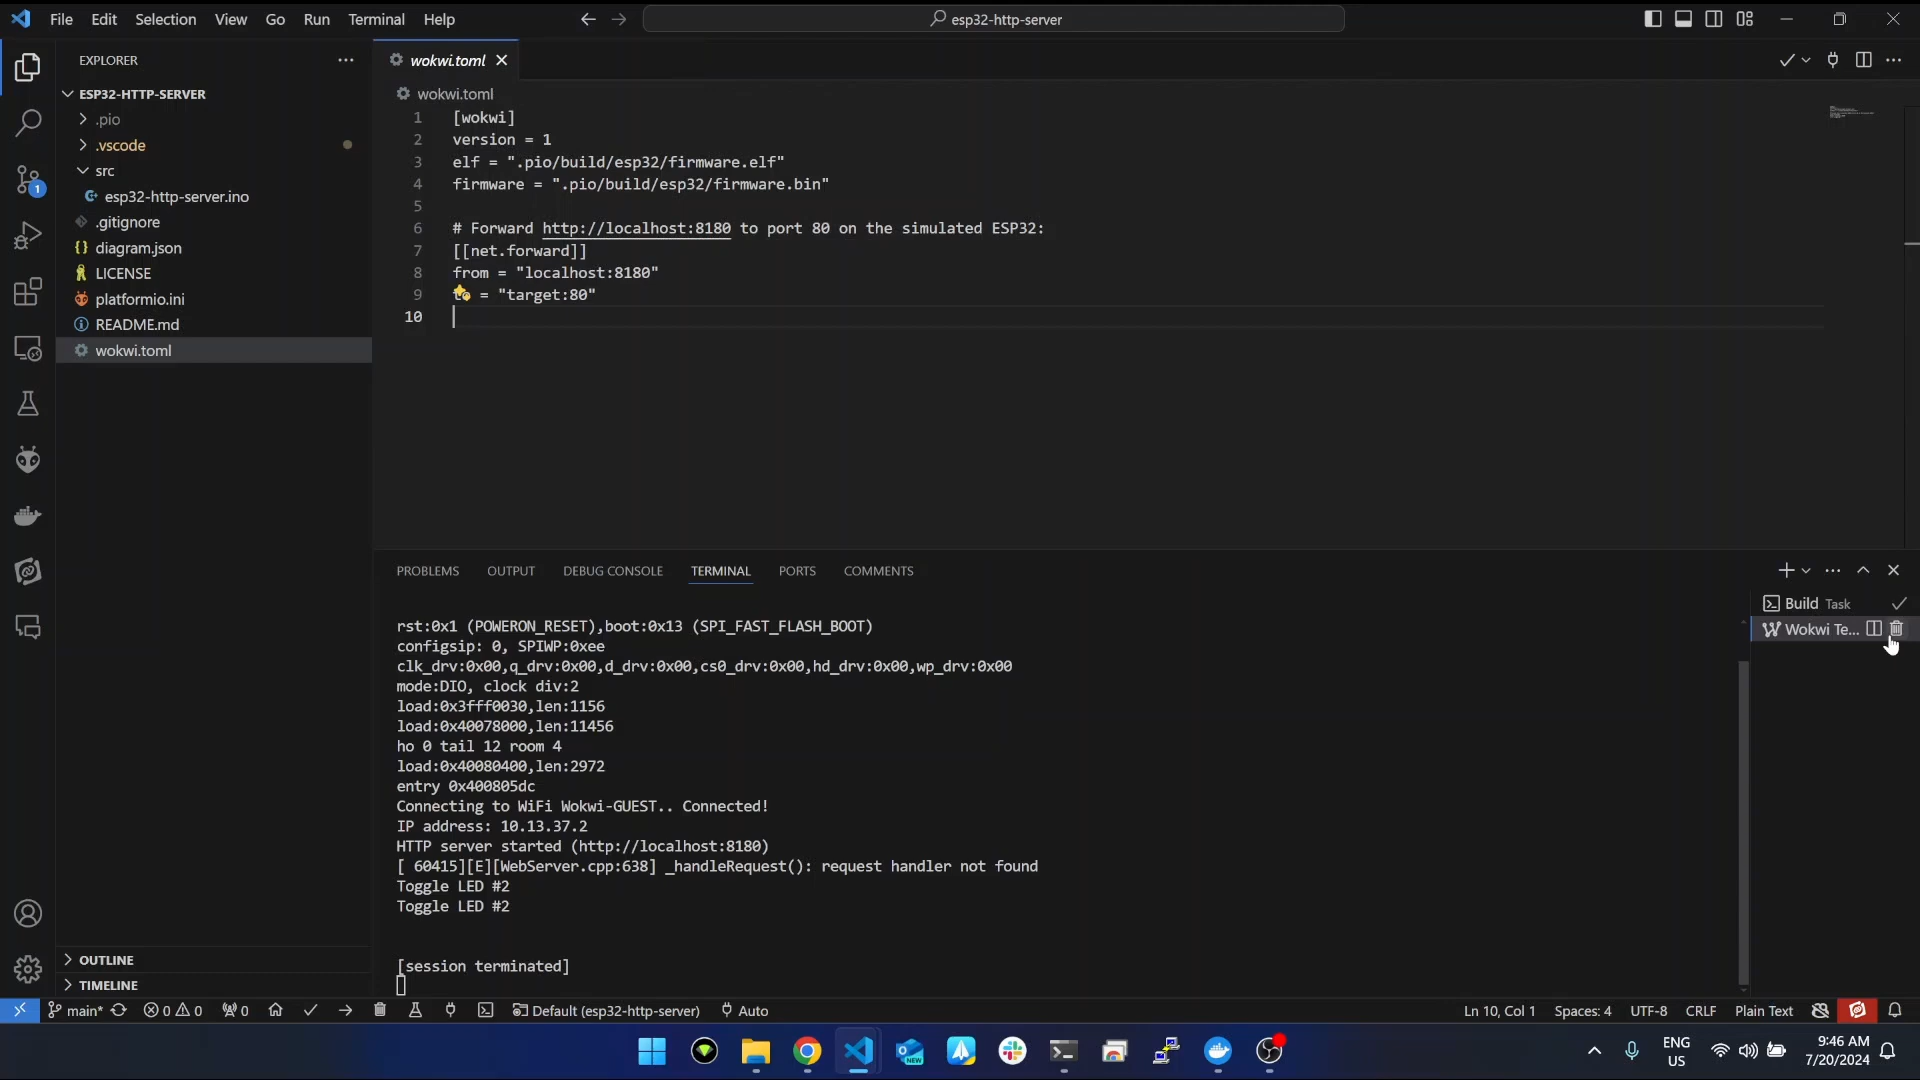 File Edit Selection View Go Run Terminal Help
esp32-http-server
EXPLORER
wokwi.toml
ESP32-HTTP-SERVER
.pio
.vscode
src
esp32-http-server.ino
.gitignore
diagram.json
LICENSE
platformio.ini
README.md
wokwi.toml
1
OUTLINE
TIMELINE
wokwi.toml
1 [wokwi]
2 version = 1
3 elf = ".pio/build/esp32/firmware.elf"
4 firmware = ".pio/build/esp32/firmware.bin"
5
6 # Forward http://localhost:8180 to port 80 on the simulated ESP32:
7 [[net.forward]]
8 from = "localhost:8180"
9 = "target:80"
10
PROBLEMS OUTPUT DEBUG CONSOLE TERMINAL PORTS COMMENTS
Build Task
Wokwi Te...
rst:0x1 (POWERON_RESET),boot:0x13 (SPI_FAST_FLASH_BOOT)
configsip: 0, SPIWP:0xee
clk_drv:0x00,q_drv:0x00,d_drv:0x00,cs0_drv:0x00,hd_drv:0x00,wp_drv:0x00
mode:DIO, clock div:2
load:0x3fff0030,len:1156
load:0x40078000,len:11456
ho 0 tail 12 room 4
load:0x40080400,len:2972
entry 0x400805dc
Connecting to WiFi Wokwi-GUEST.. Connected!
IP address: 10.13.37.2
HTTP server started (http://localhost:8180)
[ 60415][E][WebServer.cpp:638] _handleRequest(): request handler not found
Toggle LED #2
Toggle LED #2
[session terminated]
main* 0 0 0 Default (esp32-http-server) Auto Ln 10, Col 1 Spaces: 4 UTF-8 CRLF Plain Text
NEW
ENG
US
9:46 AM
7/20/2024